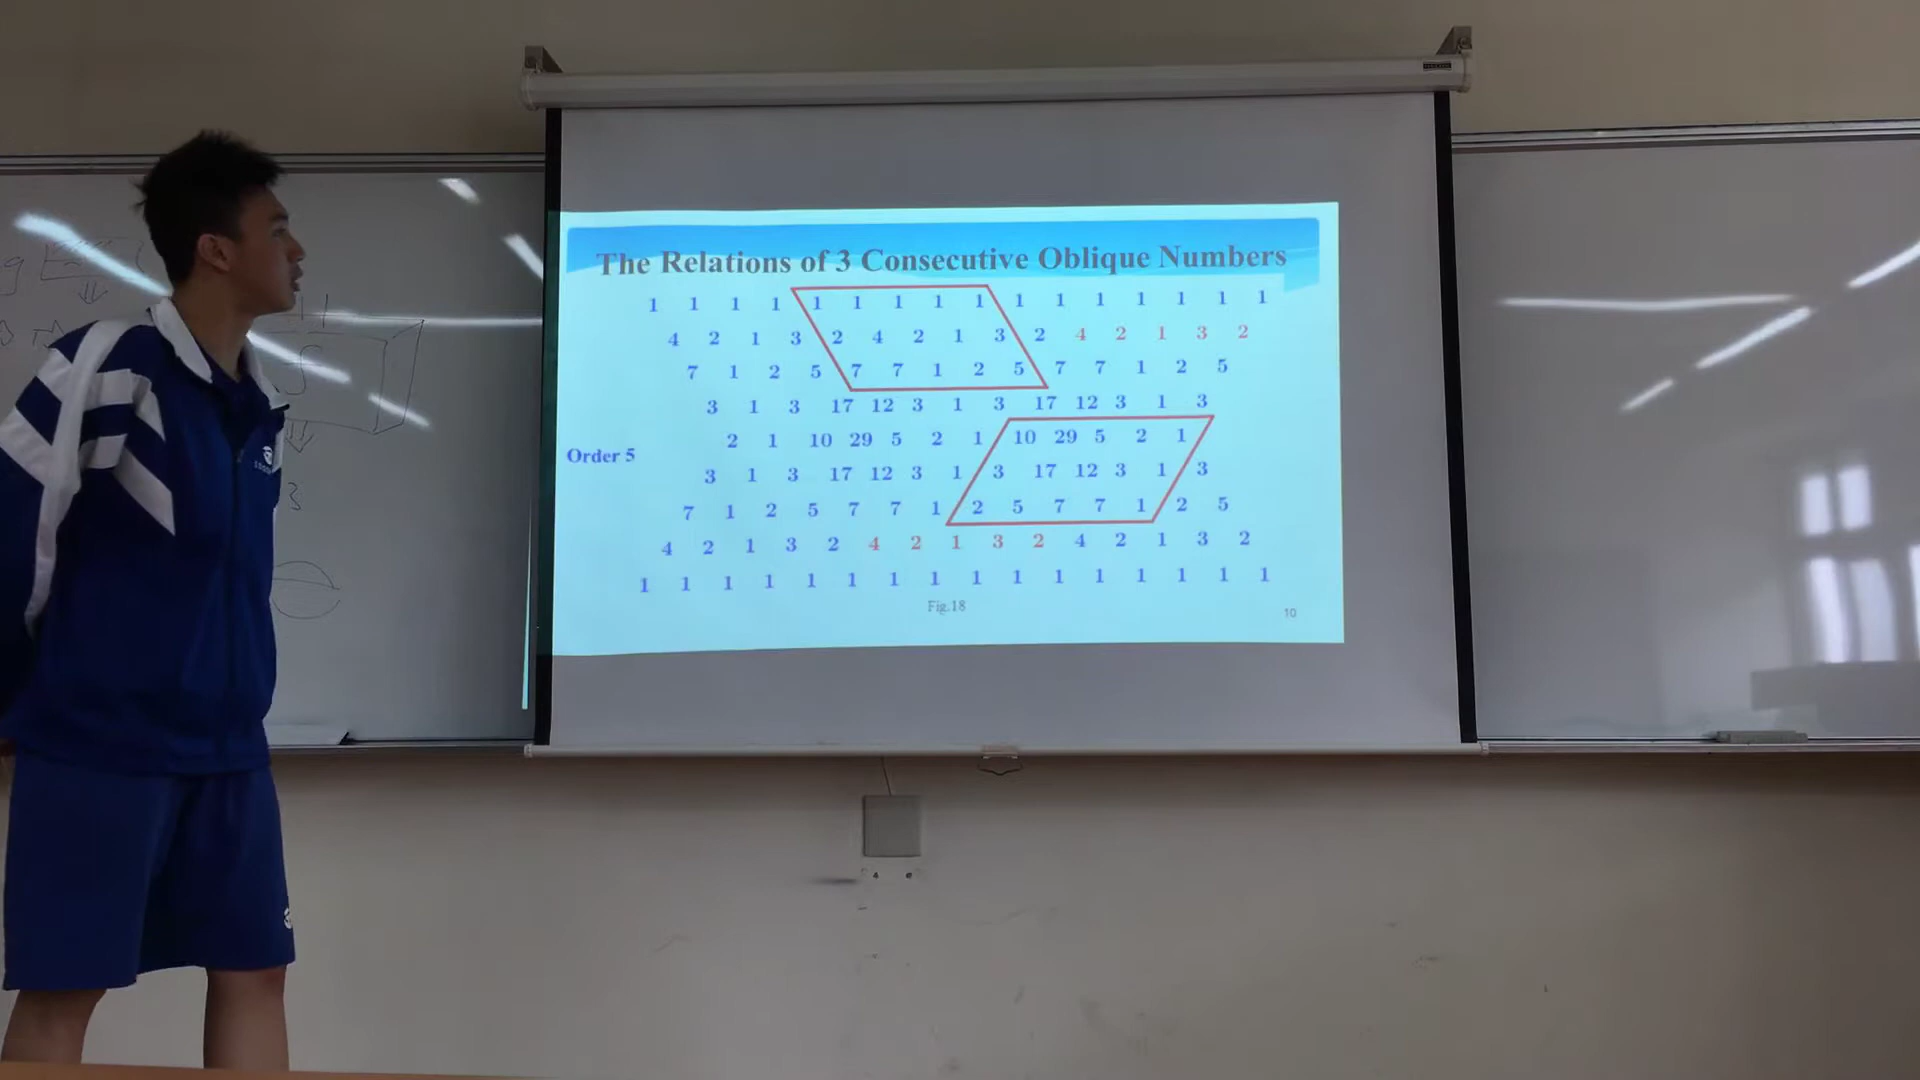 The Relations of 3 Consecutive Oblique Numbers
1 1 1 1 1 1 1 1 1 1 1 1 1 1 1 1
4 2 1 3 2 4 2 1 3 2 4 2 1 3 2
7 1 2 5 7 7 1 2 5 7 7 1 2 5
3 1 3 17 12 3 1 3 17 12 3 1 3
2 1 10 29 5 2 1 10 29 5 2 1
Order 5
3 1 3 17 12 3 1 3 17 12 3 1 3
7 1 2 5 7 7 1 2 5 7 7 1 2 5
4 2 1 3 2 4 2 1 3 2 4 2 1 3 2
1 1 1 1 1 1 1 1 1 1 1 1 1 1 1 1
Fig.18
10
3